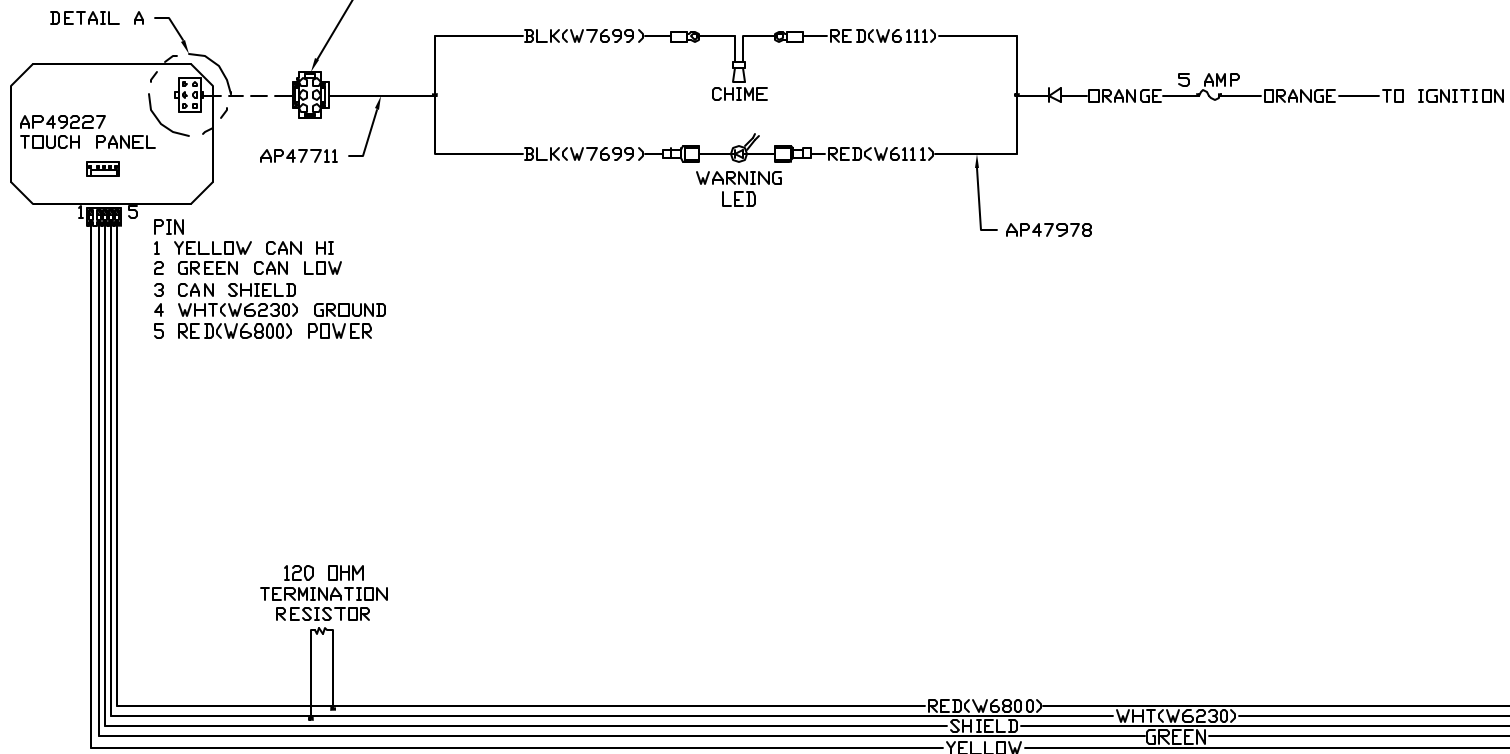 DETAIL A
BLK(W7699)
RED(W6111)
CHIME
5 AMP
ORANGE
ORANGE
TO IGNITION
AP49227
TOUCH PANEL
AP47711
BLK(W7699)
RED(W6111)
WARNING
LED
AP47978
1
5
PIN
1 YELLOW CAN HI
2 GREEN CAN LOW
3 CAN SHIELD
4 WHT(W6230) GROUND
5 RED(W6800) POWER
120 OHM
TERMINATION
RESISTOR
RED(W6800)
WHT(W6230)
SHIELD
GREEN
YELLOW